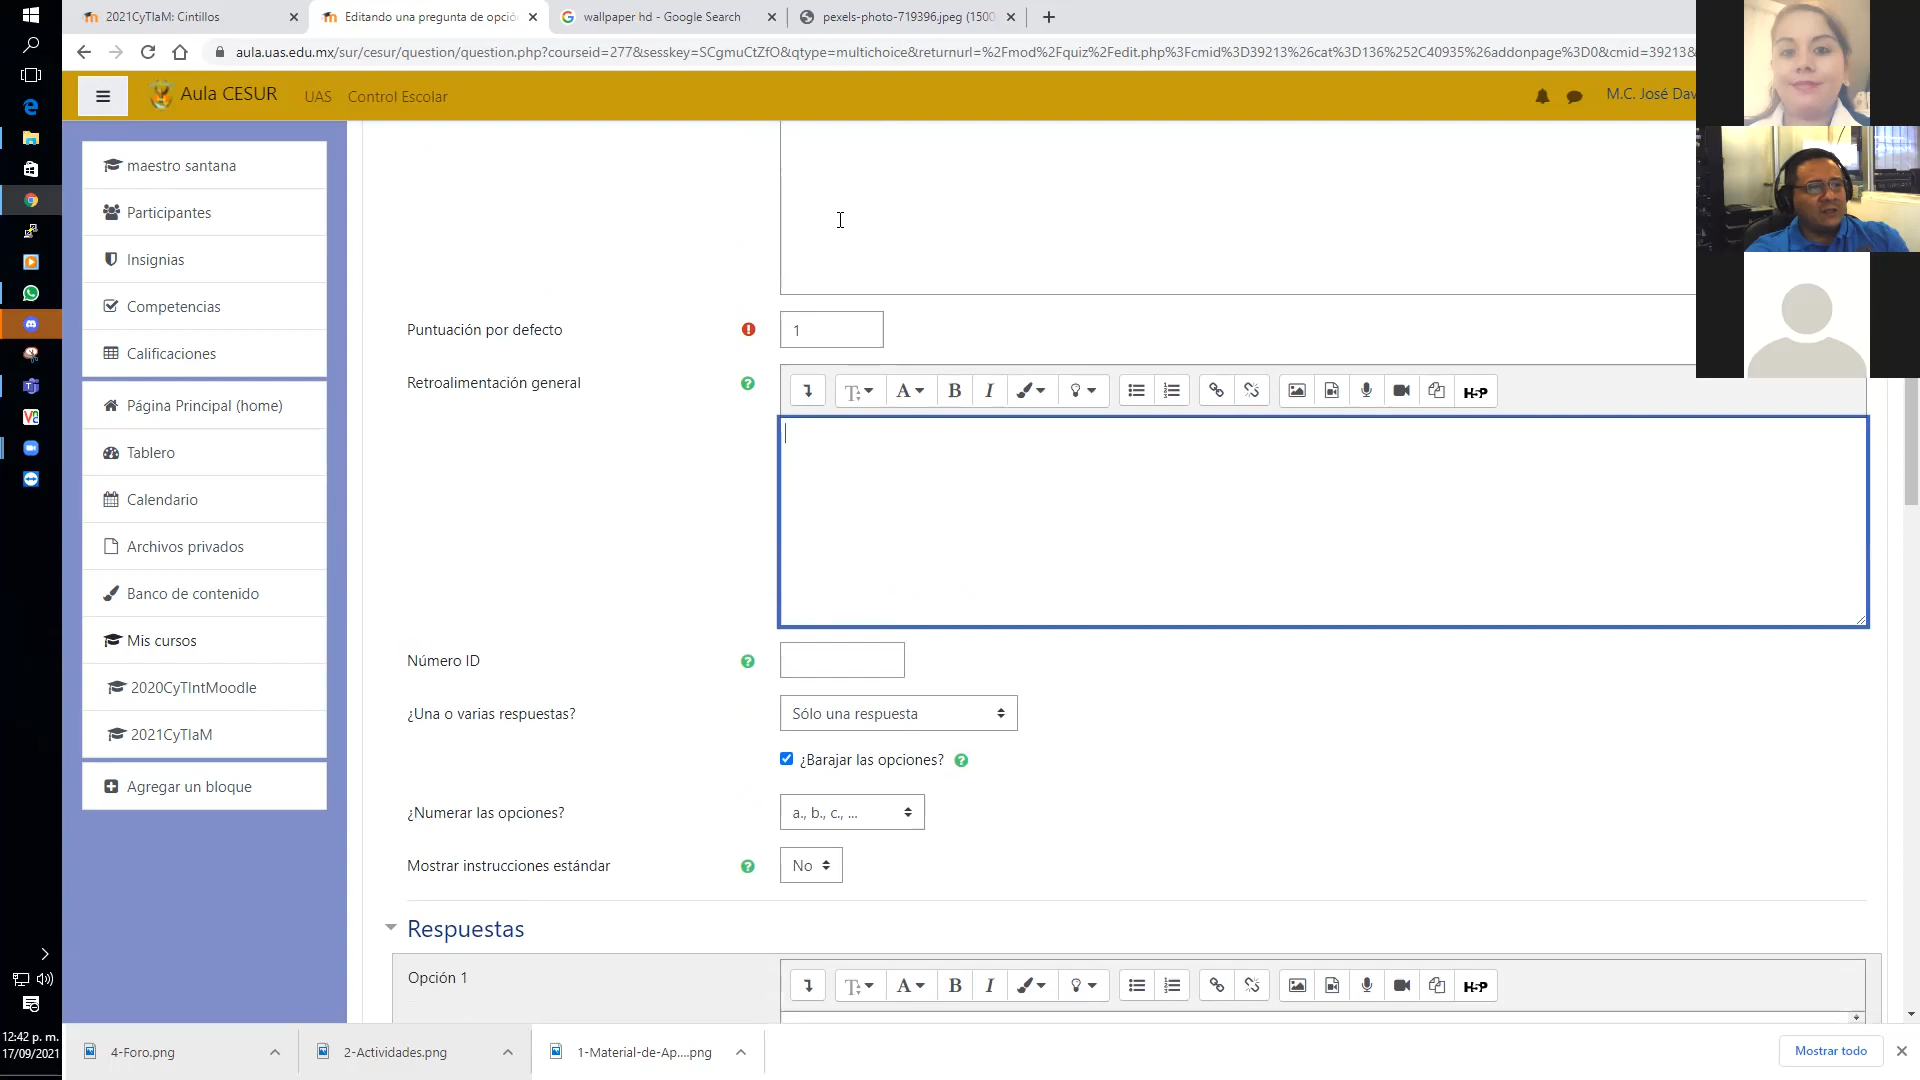 2021CyTIaM: Cintillos
Editando una pregunta de opció
wallpaper hd - Google Search
pexels-photo-719396.jpeg (1500
aula.uas.edu.mx/sur/cesur/question/question.php?courseid=277&sesskey=SCgmuCtZfO&qtype=multichoice&returnurl=%2Fmod%2Fquiz%2Fedit.php%3Fcmid%3D39213%26cat%3D136%252C40935%26addonpage%3D0&cmid=39213&
Aula CESUR
UAS
Control Escolar
M.C. José Dav
maestro santana
Participantes
Insignias
Competencias
Calificaciones
Página Principal (home)
Tablero
Calendario
Archivos privados
Banco de contenido
Mis cursos
2020CyTIntMoodle
2021CyTIaM
Agregar un bloque
Puntuación por defecto
1
Retroalimentación general
H5P
Número ID
¿Una o varias respuestas?
Sólo una respuesta
¿Barajar las opciones?
¿Numerar las opciones?
a., b., c., ...
Mostrar instrucciones estándar
No
Respuestas
Opción 1
H5P
12:42 p. m.
17/09/2021
4-Foro.png
2-Actividades.png
1-Material-de-Ap....png
Mostrar todo